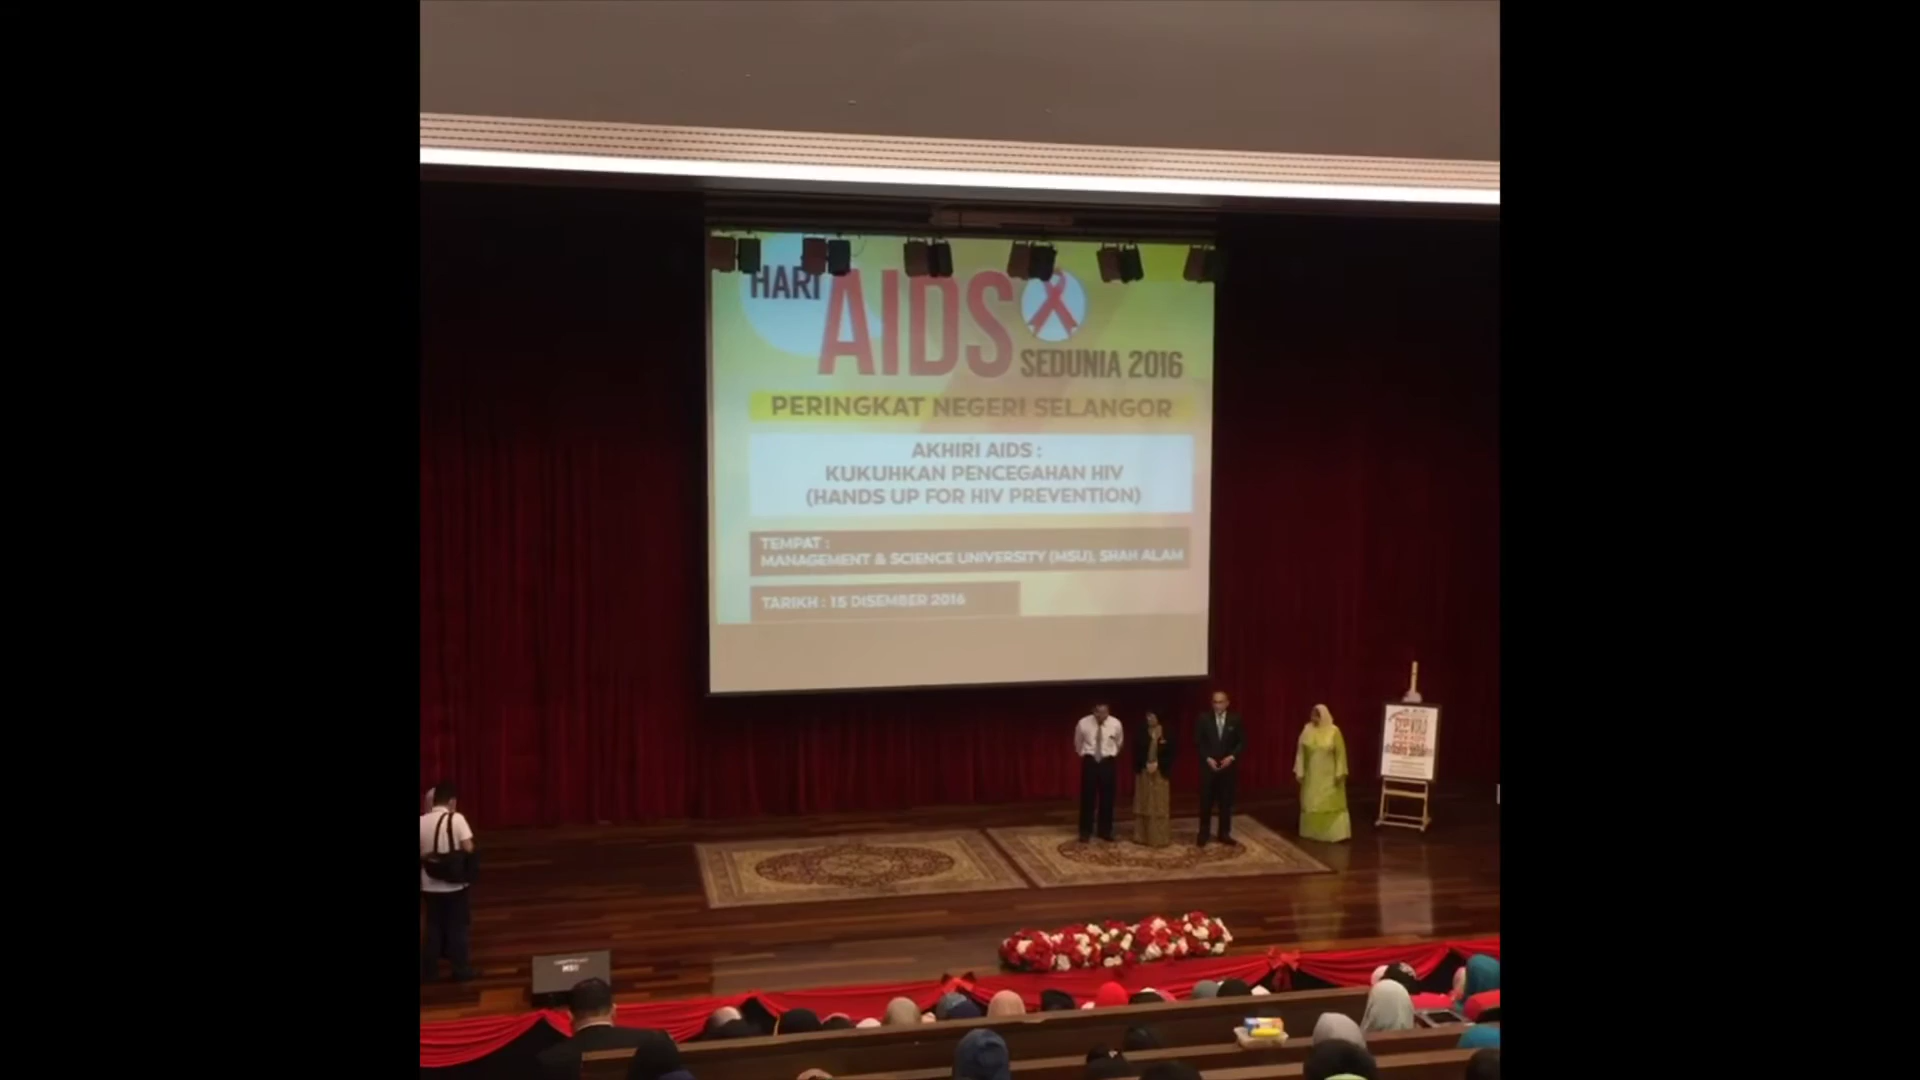 HARI
AIDS
SEDUNIA 2016
PERINGKAT NEGERI SELANGOR
AKHIRI AIDS :
KUKUHKAN PENCEGAHAN HIV
(HANDS UP FOR HIV PREVENTION)
TEMPAT :
MANAGEMENT & SCIENCE UNIVERSITY (MSU), SHAH ALAM
TARIKH : 15 DISEMBER 2016
MSU